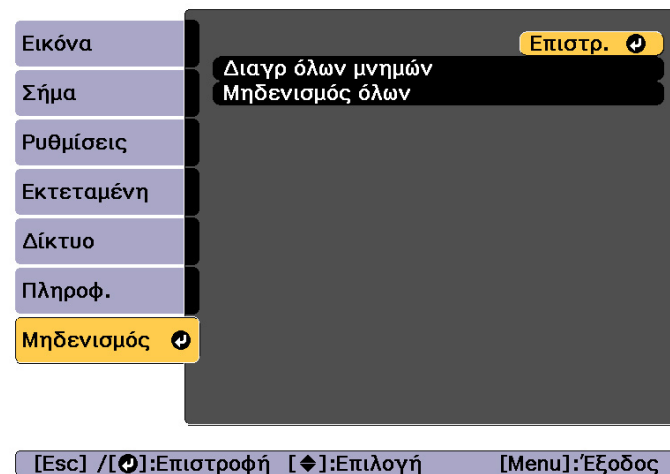 Εικόνα
Σήμα
Ρυθμίσεις
Εκτεταμένη
Δίκτυο
Πληροφ.
Μηδενισμός
Επιστρ.
Διαγρ όλων μνημών
Μηδενισμός όλων
[Esc] /[⏎]:Επιστροφή [◆]:Επιλογή [Menu]:Έξοδος